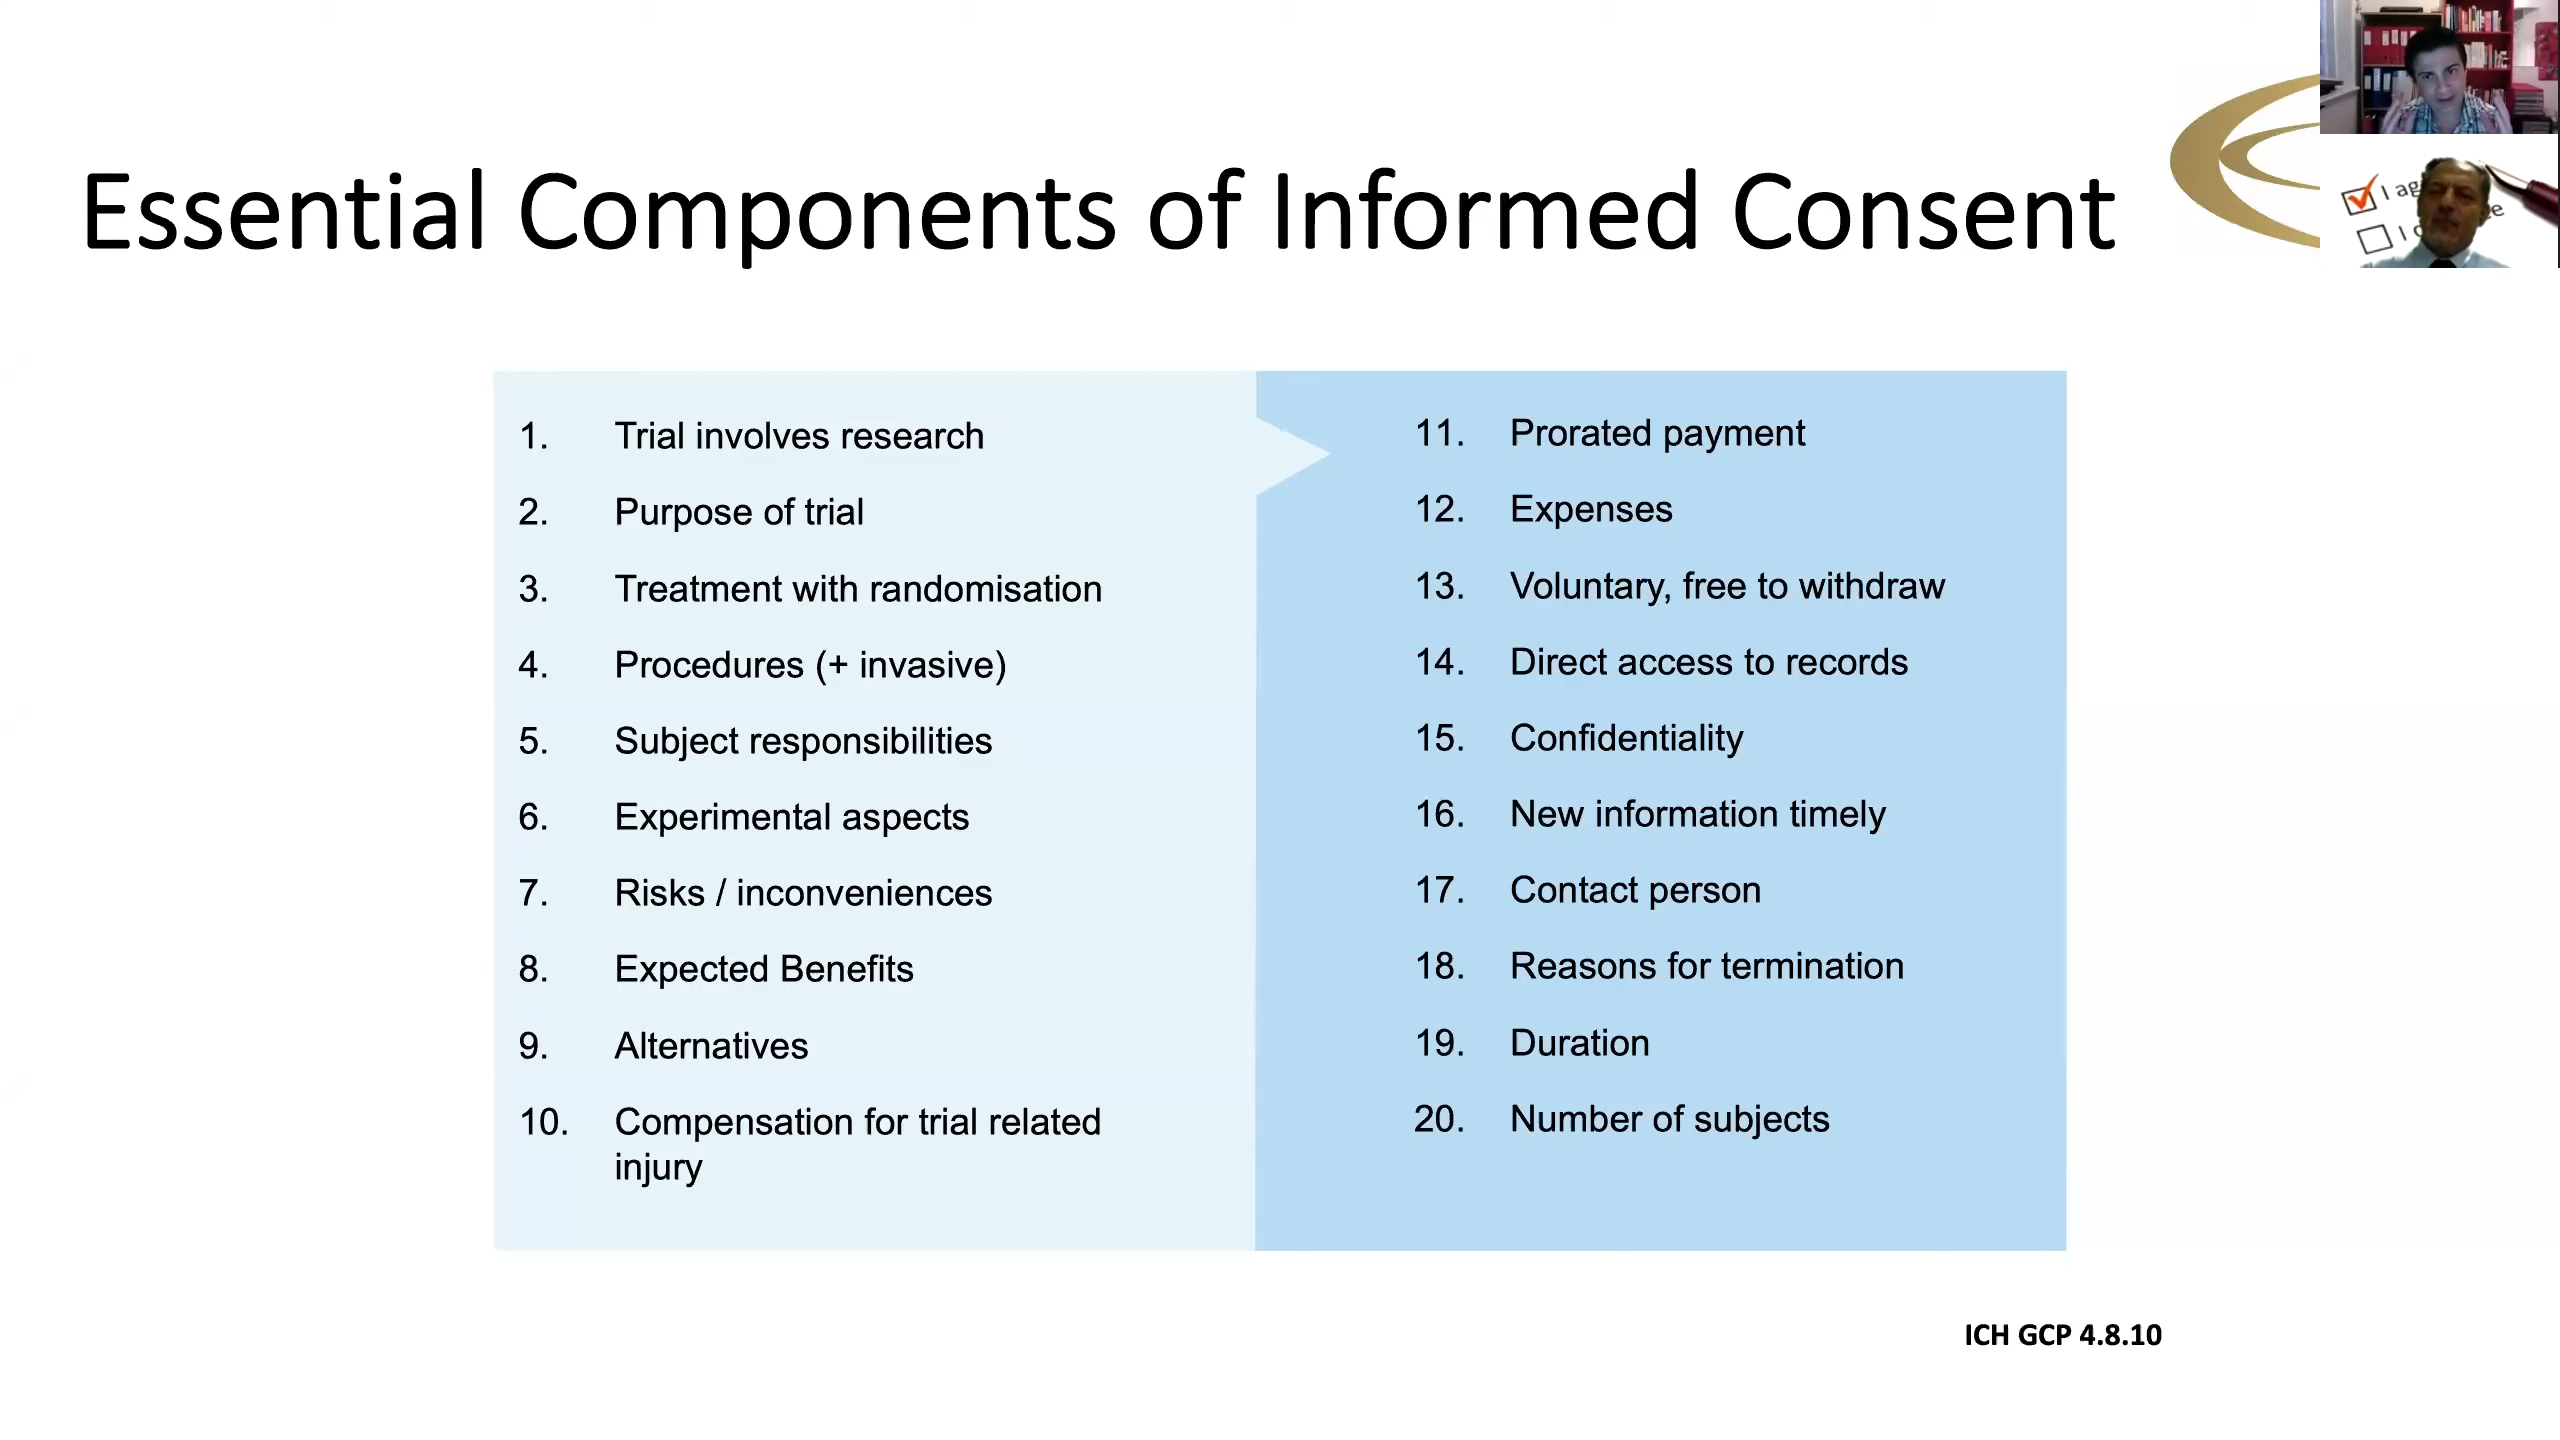 Essential Components of Informed Consent
I ag
e
I
1. Trial involves research
2. Purpose of trial
3. Treatment with randomisation
4. Procedures (+ invasive)
5. Subject responsibilities
6. Experimental aspects
7. Risks / inconveniences
8. Expected Benefits
9. Alternatives
10. Compensation for trial related
injury
11. Prorated payment
12. Expenses
13. Voluntary, free to withdraw
14. Direct access to records
15. Confidentiality
16. New information timely
17. Contact person
18. Reasons for termination
19. Duration
20. Number of subjects
ICH GCP 4.8.10